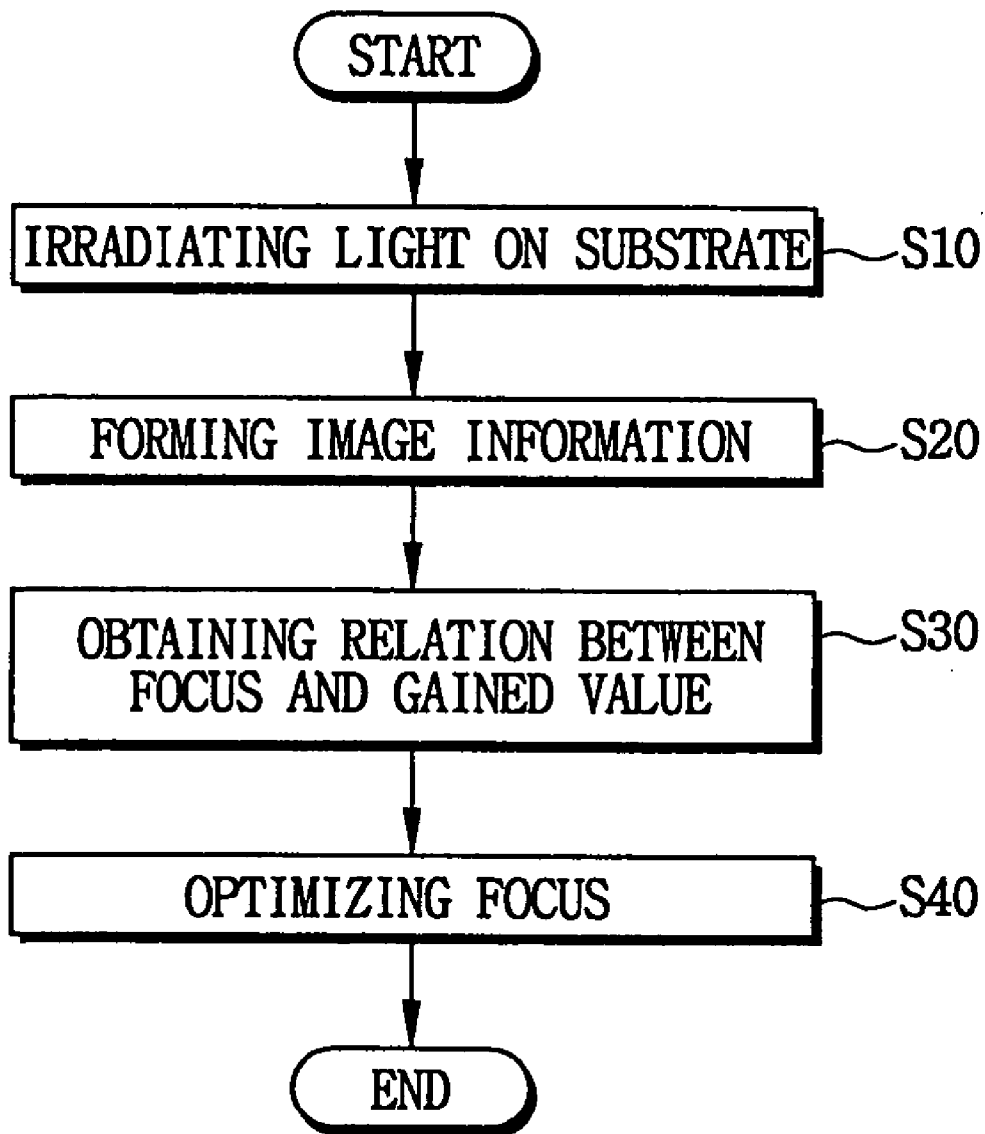 START
IRRADIATING LIGHT ON SUBSTRATE
S10
FORMING IMAGE INFORMATION
S20
OBTAINING RELATION BETWEEN
FOCUS AND GAINED VALUE
S30
OPTIMIZING FOCUS
S40
END